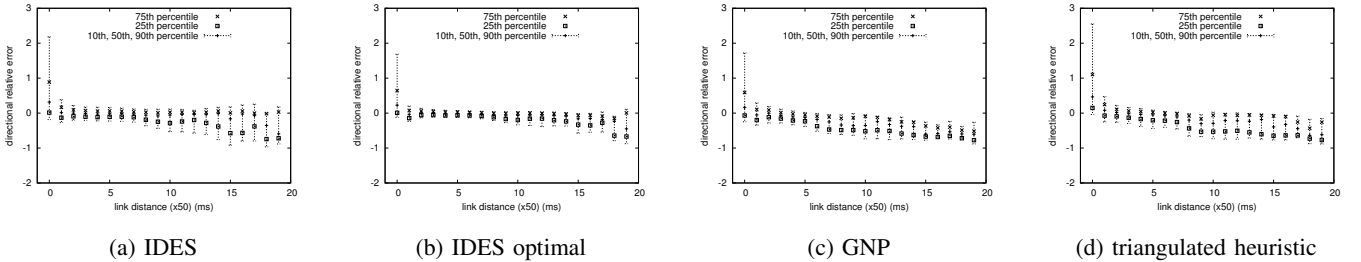 75th percentile
25th percentile
10th, 50th, 90th percentile
directional relative error
3
2
1
0
-1
-2
0 5 10 15 20
link distance (x50) (ms)
(a) IDES
75th percentile
25th percentile
10th, 50th, 90th percentile
directional relative error
3
2
1
0
-1
-2
0 5 10 15 20
link distance (x50) (ms)
(b) IDES optimal
75th percentile
25th percentile
10th, 50th, 90th percentile
directional relative error
3
2
1
0
-1
-2
0 5 10 15 20
link distance (x50) (ms)
(c) GNP
75th percentile
25th percentile
10th, 50th, 90th percentile
directional relative error
3
2
1
0
-1
-2
0 5 10 15 20
link distance (x50) (ms)
(d) triangulated heuristic